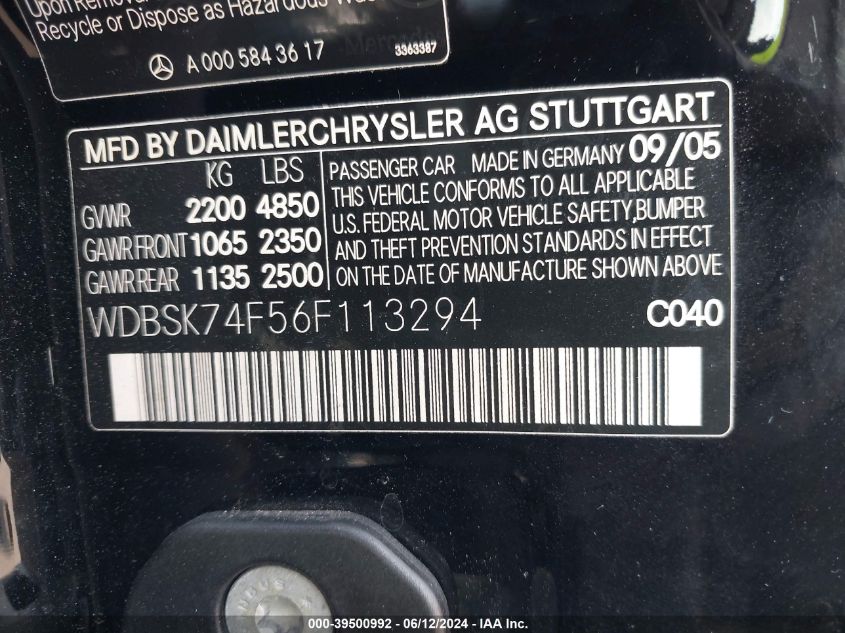 Upon Removal
Recycle or Dispose as Hazardous
A 000 584 36 17
3363387
MFD BY DAIMLERCHRYSLER AG STUTTGART
KG LBS
GVWR 2200 4850
GAWR FRONT 1065 2350
GAWR REAR 1135 2500
PASSENGER CAR MADE IN GERMANY 09/05
THIS VEHICLE CONFORMS TO ALL APPLICABLE
U.S. FEDERAL MOTOR VEHICLE SAFETY,BUMPER
AND THEFT PREVENTION STANDARDS IN EFFECT
ON THE DATE OF MANUFACTURE SHOWN ABOVE
WDBSK74F56F113294 C040
000-39500992 - 06/12/2024 - IAA Inc.